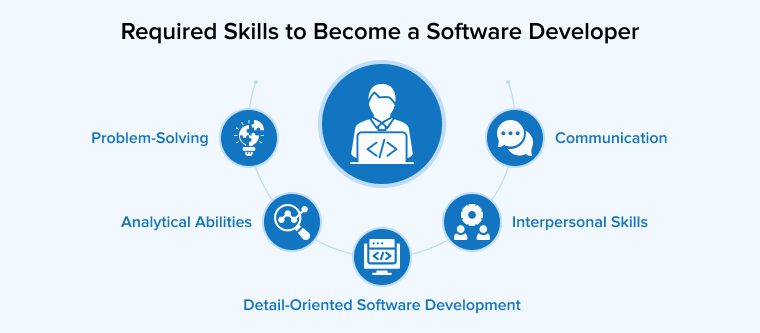 Required Skills to Become a Software Developer
Problem-Solving
Communication
Analytical Abilities
Interpersonal Skills
Detail-Oriented Software Development